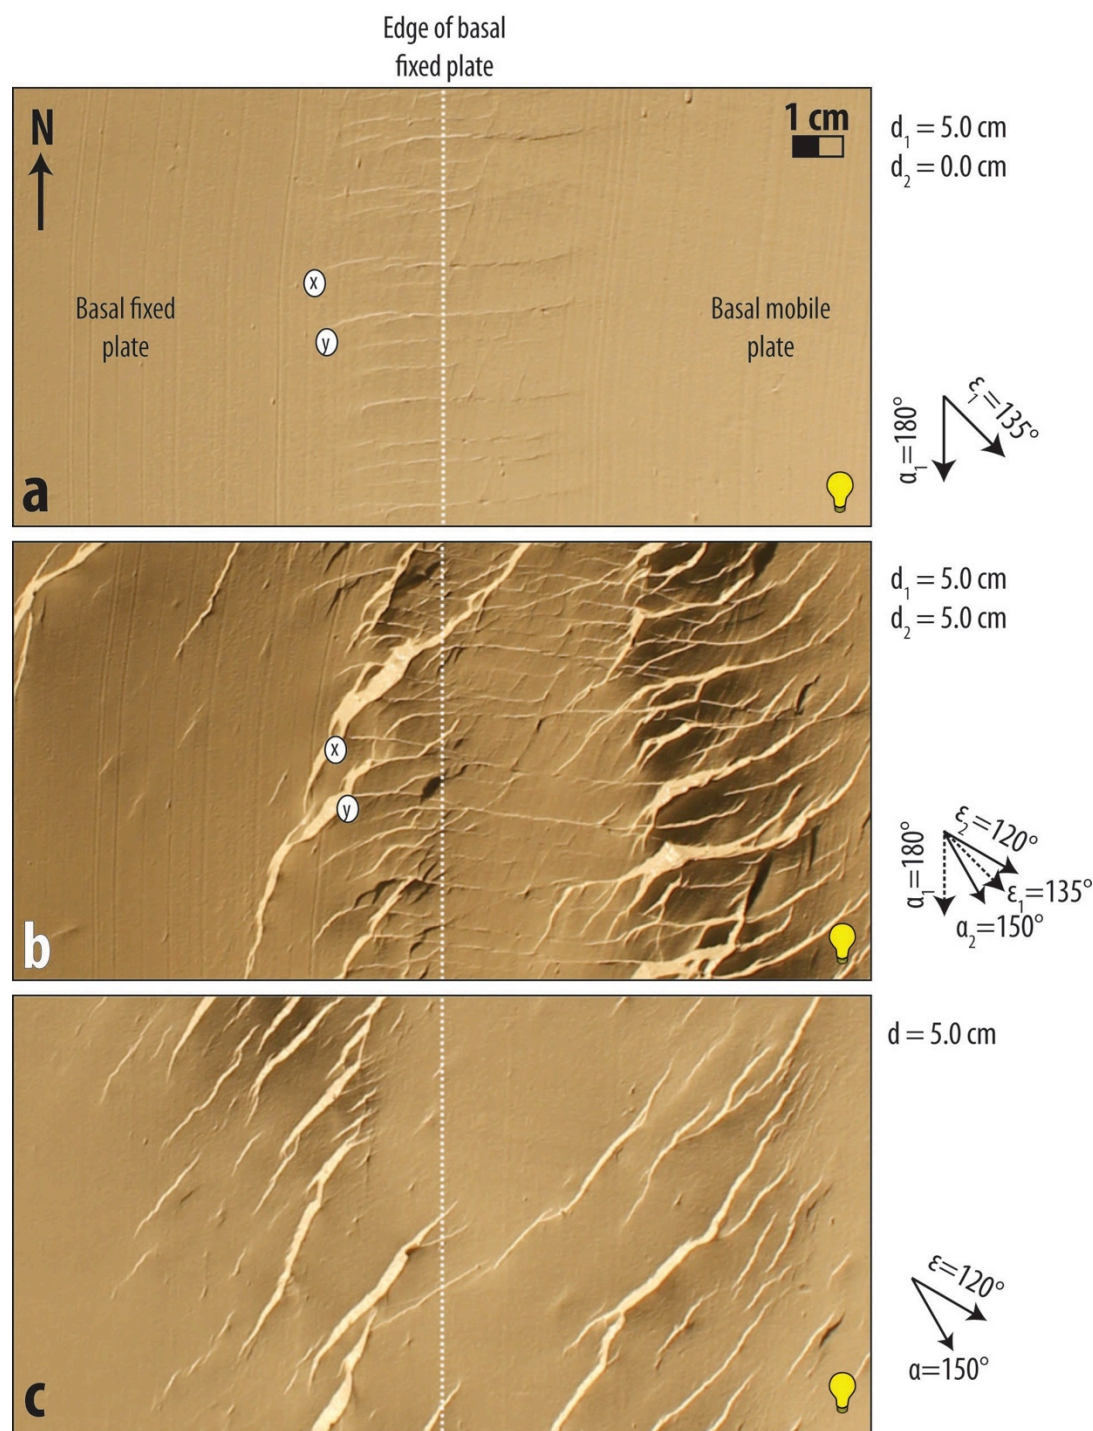 Edge of basal
fixed plate
N
1 cm
d₁ = 5.0 cm
d₂ = 0.0 cm
x
Basal fixed
plate
y
Basal mobile
plate
α₁=180°
ε₁=135°
a
d₁ = 5.0 cm
d₂ = 5.0 cm
x
y
α₁=180°
ε₂=120°
ε₁=135°
α₂=150°
b
d = 5.0 cm
ε=120°
α=150°
c